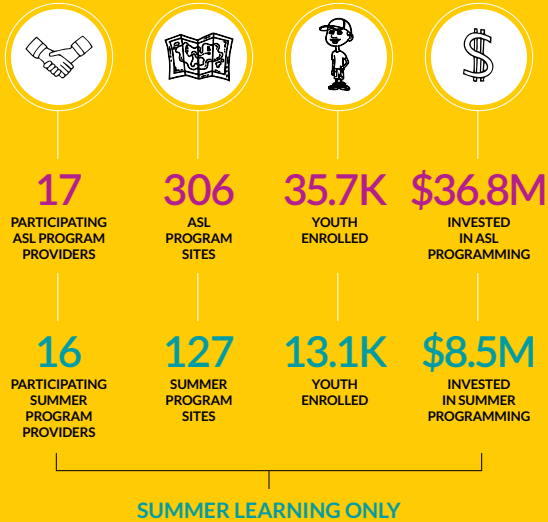 17
PARTICIPATING
ASL PROGRAM
PROVIDERS
306
ASL
PROGRAM
SITES
35.7K
YOUTH
ENROLLED
$36.8M
INVESTED
IN ASL
PROGRAMMING
16
PARTICIPATING
SUMMER
PROGRAM
PROVIDERS
127
SUMMER
PROGRAM
SITES
13.1K
YOUTH
ENROLLED
$8.5M
INVESTED
IN SUMMER
PROGRAMMING
SUMMER LEARNING ONLY